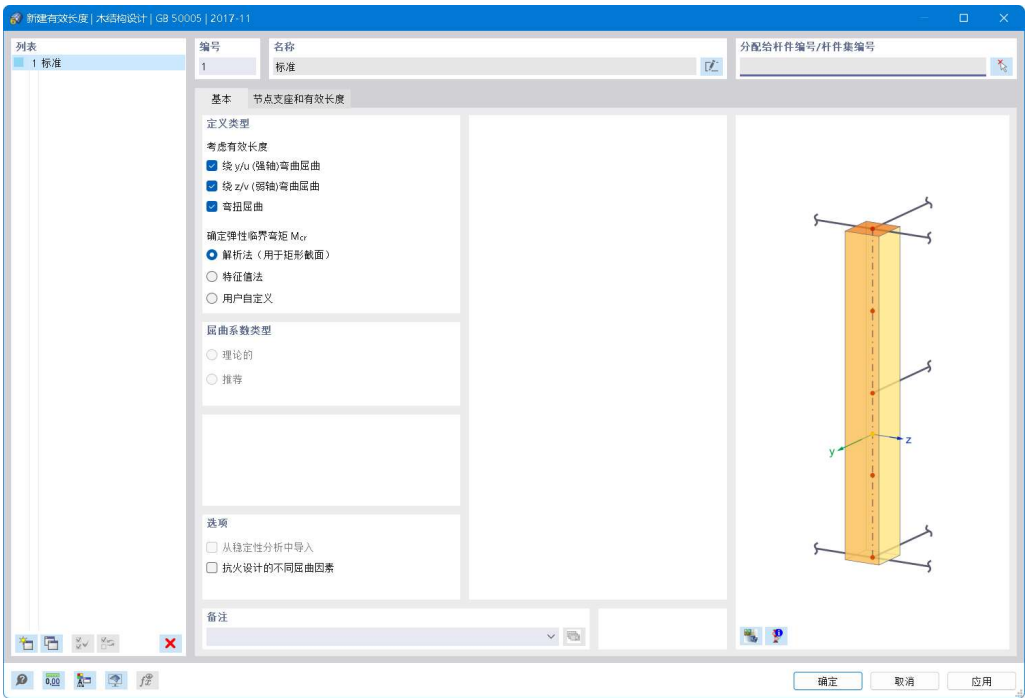 新建有效长度 | 木结构设计 | GB 50005 | 2017-11
列表
1 标准
编号
1
名称
标准
分配给杆件编号/杆件集编号
基本
节点支座和有效长度
定义类型
考虑有效长度
绕 y/u (强轴)弯曲屈曲
绕 z/v (弱轴)弯曲屈曲
弯扭屈曲
确定弹性临界弯矩 Mcr
解析法（用于矩形截面）
特征值法
用户自定义
屈曲系数类型
理论的
推荐
选项
从稳定性分析中导入
抗火设计的不同屈曲因素
备注
y
z
0,00
确定
取消
应用